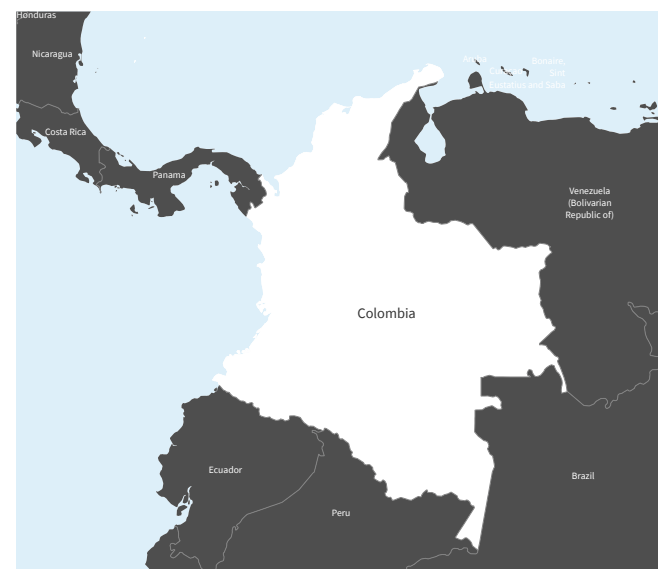 Honduras
Nicaragua
Bonaire,
Sint
Eustatius and Saba
Costa Rica
Panama
Venezuela
(Bolivarian
Republic of)
Colombia
Ecuador
Brazil
Peru